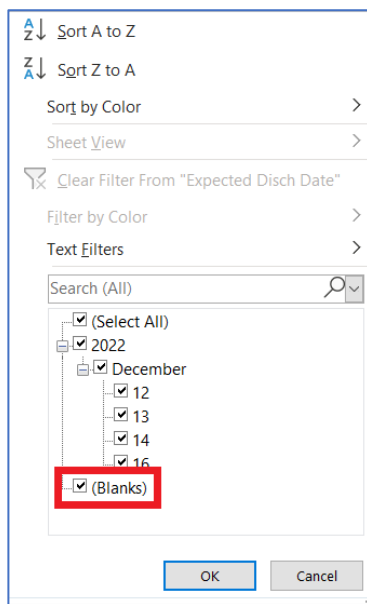 Sort A to Z
Sort Z to A
Sort by Color
Sheet View
Clear Filter From "Expected Disch Date"
Filter by Color
Text Filters
Search (All)
(Select All)
2022
December
12
13
14
16
(Blanks)
OK
Cancel